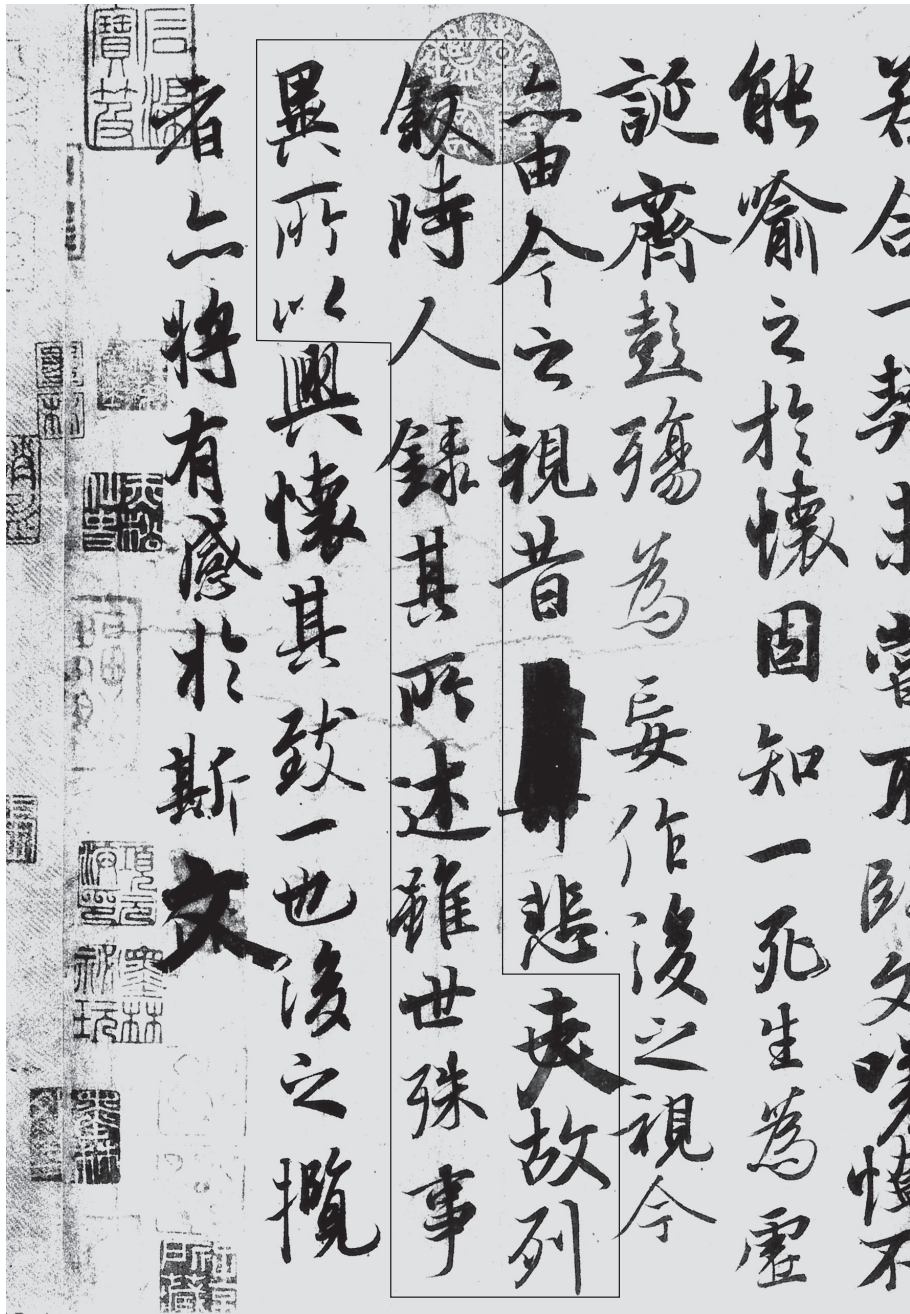 若合一契未嘗不臨文嗟悼不
能喻之於懷固知一死生為虛
誕齊彭殤為妄作後之視今
亦由今之視昔悲夫故列
敘時人錄其所述雖世殊事
異所以興懷其致一也後之攬
者亦將有感於斯文